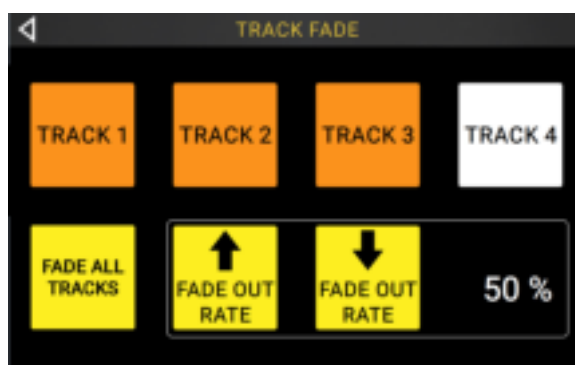 TRACK FADE
TRACK 1
TRACK 2
TRACK 3
TRACK 4
FADE ALL
TRACKS
FADE OUT
RATE
FADE OUT
RATE
50 %